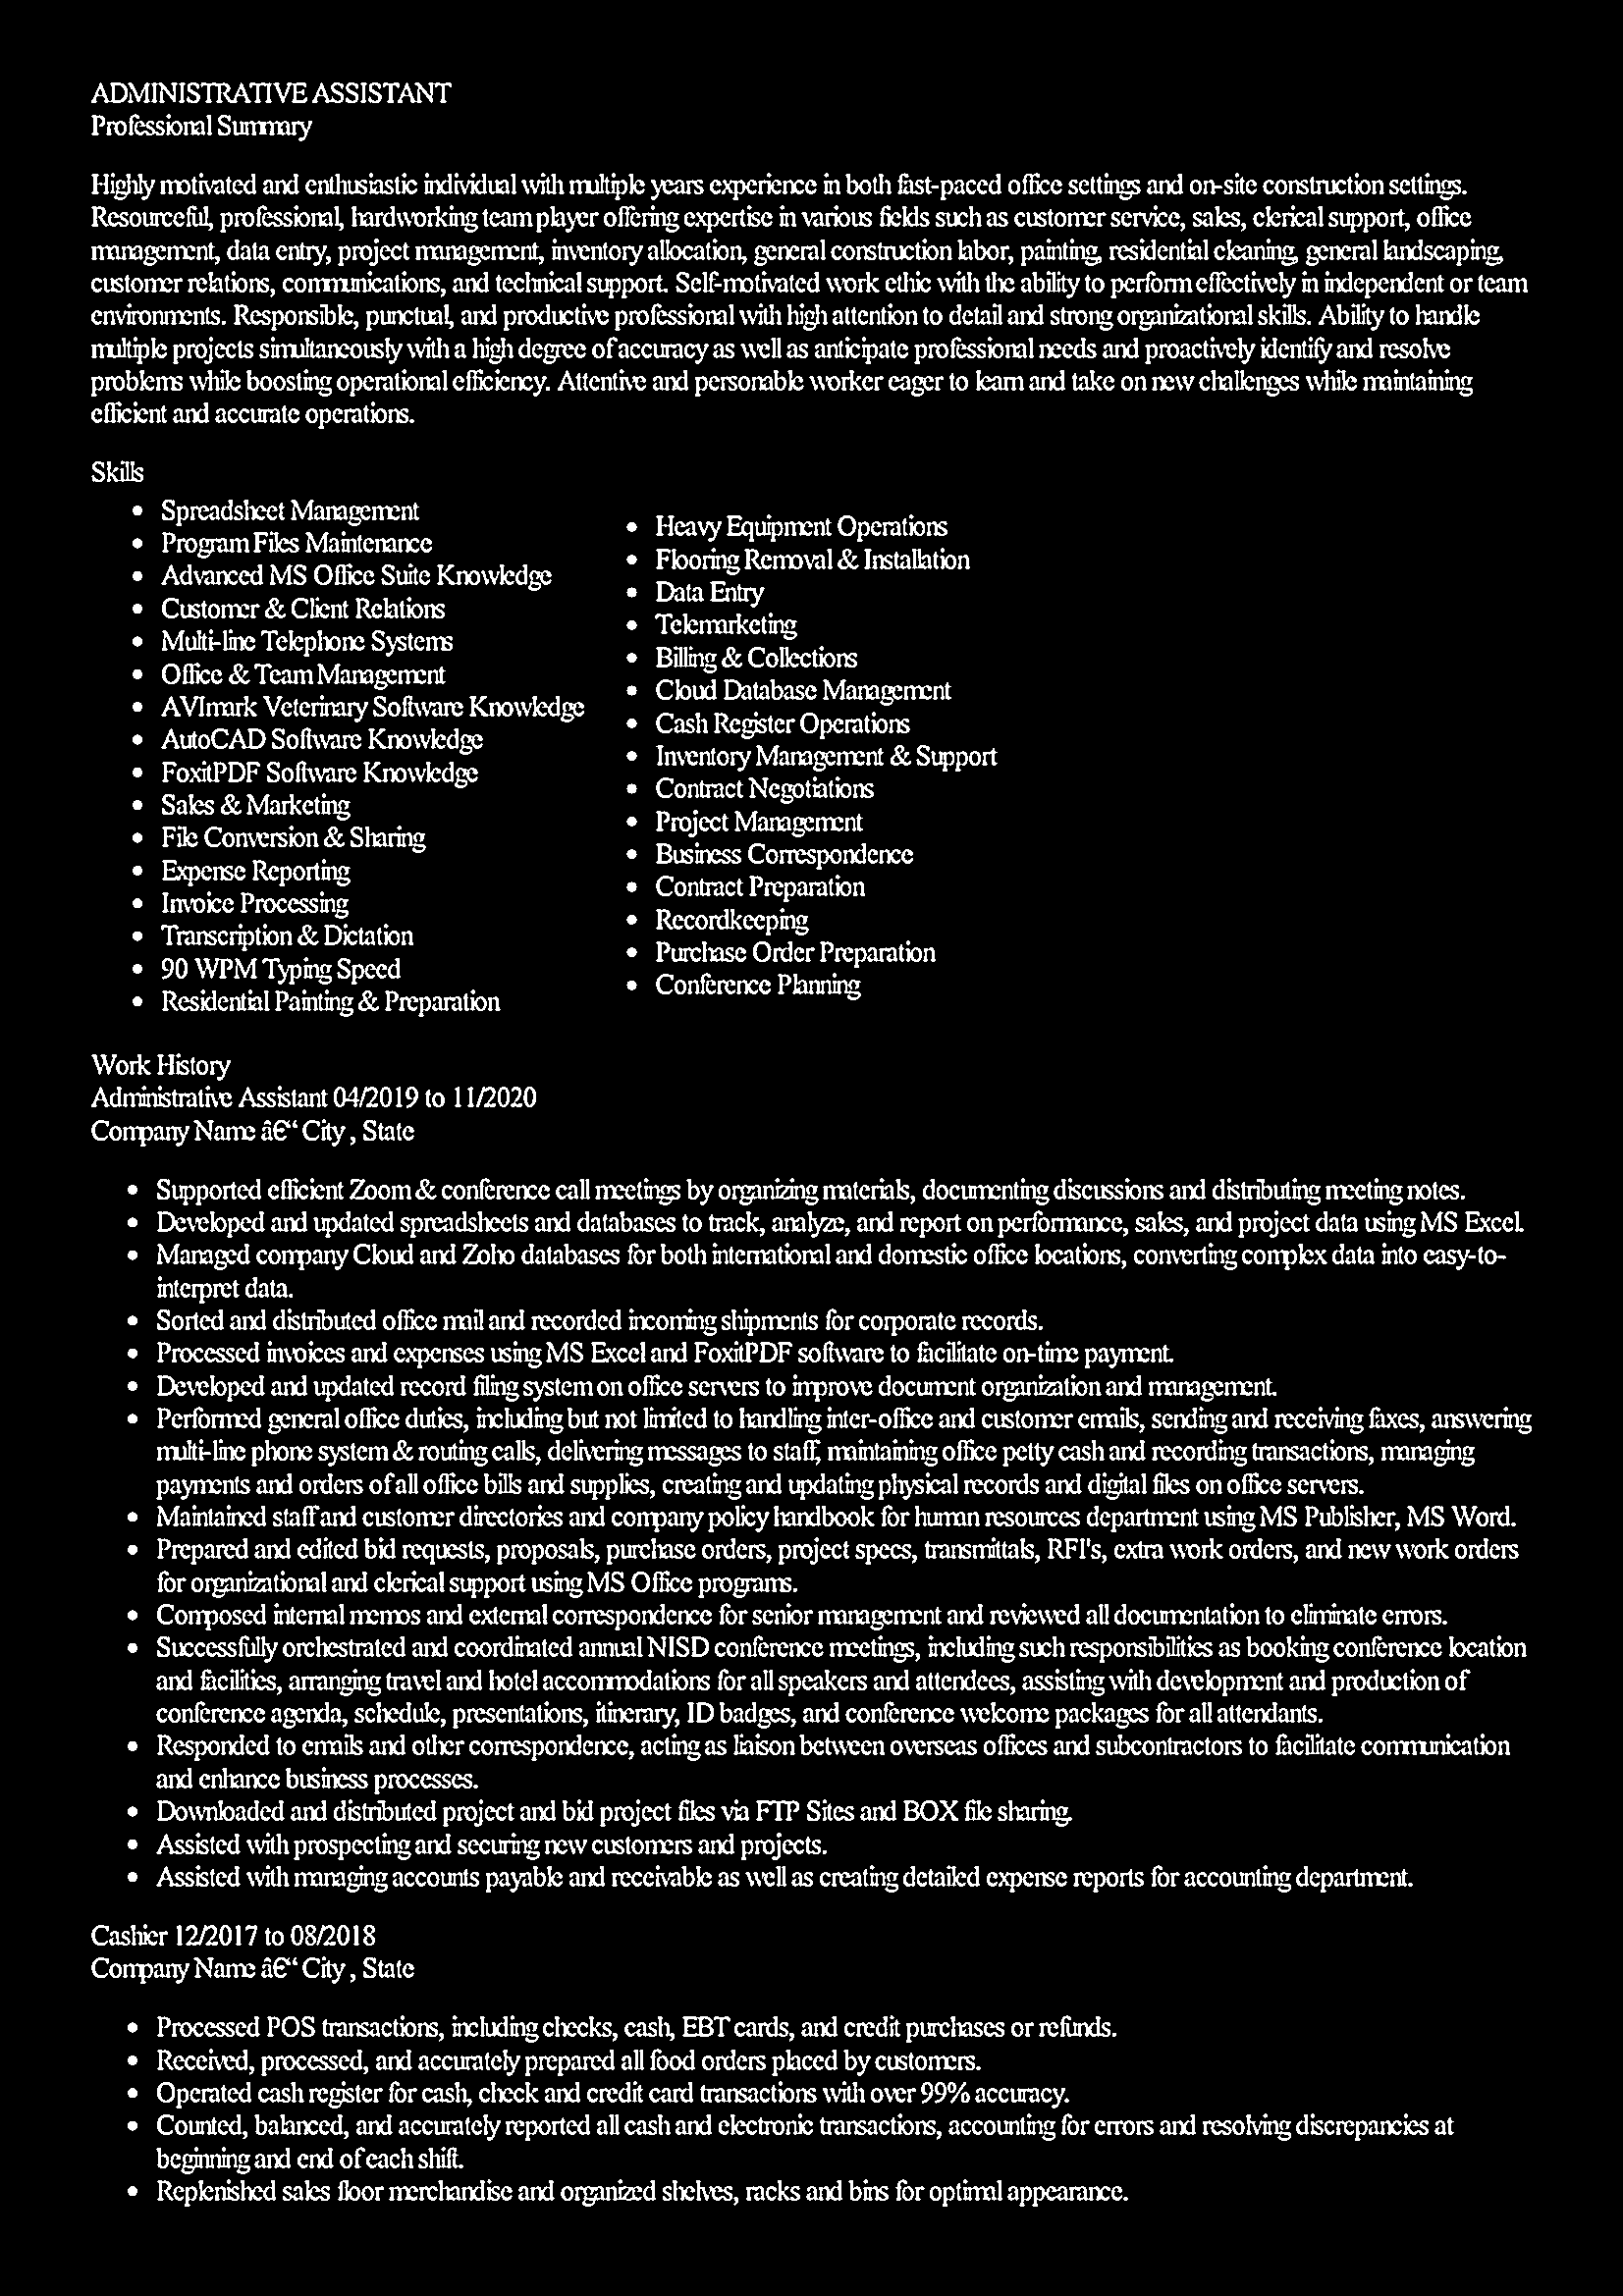 ADMINISTRATIVE ASSISTANT
Professional Summary
Highly motivated and enthusiastic individual with multiple years experience in both fast-paced office settings and on-site construction settings.
Resourceful, professional, hardworking team player offering expertise in various fields such as customer service, sales, clerical support, office
management, data entry, project management, inventory allocation, general construction labor, painting, residential cleaning, general landscaping,
customer relations, communications, and technical support. Self-motivated work ethic with the ability to perform effectively in independent or team
environments. Responsible, punctual, and productive professional with high attention to detail and strong organizational skills. Ability to handle
multiple projects simultaneously with a high degree of accuracy as well as anticipate professional needs and proactively identify and resolve
problems while boosting operational efficiency. Attentive and personable worker eager to learn and take on new challenges while maintaining
efficient and accurate operations.
Skills
• Spreadsheet Management
• Program Files Maintenance
• Advanced MS Office Suite Knowledge
• Customer & Client Relations
• Multi-line Telephone Systems
• Office & Team Management
• AVImark Veterinary Software Knowledge
• AutoCAD Software Knowledge
• FoxitPDF Software Knowledge
• Sales & Marketing
• File Conversion & Sharing
• Expense Reporting
• Invoice Processing
• Transcription & Dictation
• 90 WPM Typing Speed
• Residential Painting & Preparation
• Heavy Equipment Operations
• Flooring Removal & Installation
• Data Entry
• Telemarketing
• Billing & Collections
• Cloud Database Management
• Cash Register Operations
• Inventory Management & Support
• Contract Negotiations
• Project Management
• Business Correspondence
• Contract Preparation
• Recordkeeping
• Purchase Order Preparation
• Conference Planning
Work History
Administrative Assistant 04/2019 to 11/2020
Company Name â€“ City , State
• Supported efficient Zoom & conference call meetings by organizing materials, documenting discussions and distributing meeting notes.
• Developed and updated spreadsheets and databases to track, analyze, and report on performance, sales, and project data using MS Excel.
• Managed company Cloud and Zoho databases for both international and domestic office locations, converting complex data into easy-to-
interpret data.
• Sorted and distributed office mail and recorded incoming shipments for corporate records.
• Processed invoices and expenses using MS Excel and FoxitPDF software to facilitate on-time payment.
• Developed and updated record filing system on office servers to improve document organization and management.
• Performed general office duties, including but not limited to handling inter-office and customer emails, sending and receiving faxes, answering
multi-line phone system & routing calls, delivering messages to staff, maintaining office petty cash and recording transactions, managing
payments and orders of all office bills and supplies, creating and updating physical records and digital files on office servers.
• Maintained staff and customer directories and company policy handbook for human resources department using MS Publisher, MS Word.
• Prepared and edited bid requests, proposals, purchase orders, project specs, transmittals, RFI's, extra work orders, and new work orders
for organizational and clerical support using MS Office programs.
• Composed internal memos and external correspondence for senior management and reviewed all documentation to eliminate errors.
• Successfully orchestrated and coordinated annual NISD conference meetings, including such responsibilities as booking conference location
and facilities, arranging travel and hotel accommodations for all speakers and attendees, assisting with development and production of
conference agenda, schedule, presentations, itinerary, ID badges, and conference welcome packages for all attendants.
• Responded to emails and other correspondence, acting as liaison between overseas offices and subcontractors to facilitate communication
and enhance business processes.
• Downloaded and distributed project and bid project files via FTP Sites and BOX file sharing.
• Assisted with prospecting and securing new customers and projects.
• Assisted with managing accounts payable and receivable as well as creating detailed expense reports for accounting department.
Cashier 12/2017 to 08/2018
Company Name â€“ City , State
• Processed POS transactions, including checks, cash, EBT cards, and credit purchases or refunds.
• Received, processed, and accurately prepared all food orders placed by customers.
• Operated cash register for cash, check and credit card transactions with over 99% accuracy.
• Counted, balanced, and accurately reported all cash and electronic transactions, accounting for errors and resolving discrepancies at
beginning and end of each shift.
• Replenished sales floor merchandise and organized shelves, racks and bins for optimal appearance.